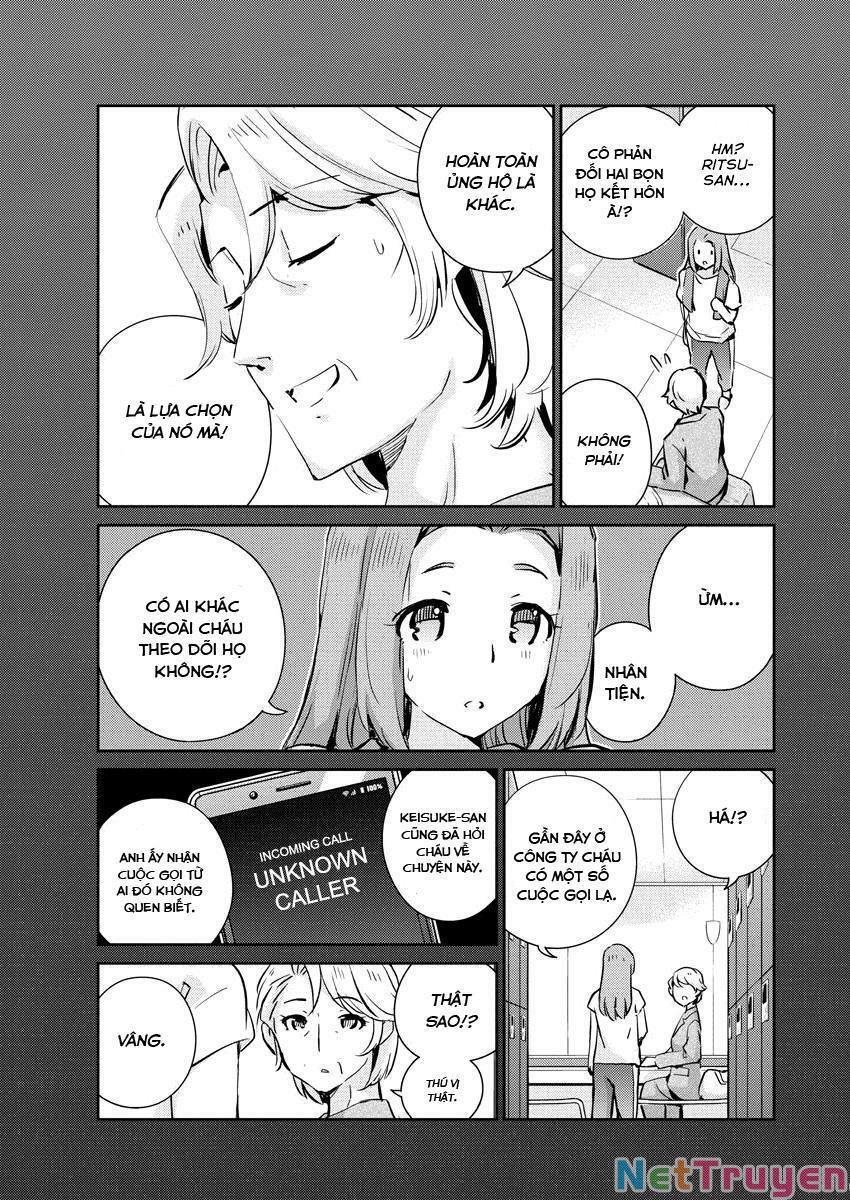 HM?
RITSU-
SAN...
CÔ PHẢN
ĐỐI HAI BỌN
HỌ KẾT HÔN
À!?
KHÔNG
PHẢI!
HOÀN TOÀN
ỦNG HỘ LÀ
KHÁC.
LÀ LỰA CHỌN
CỦA NÓ MÀ!
ỪM...
NHÂN
TIỆN.
CÓ AI KHÁC
NGOÀI CHÁU
THEO DÕI HỌ
KHÔNG!?
HÁ!?
GẦN ĐÂY Ở
CÔNG TY CHÁU
CÓ MỘT SỐ
CUỘC GỌI LẠ.
KEISUKE-SAN
CŨNG ĐÃ HỎI
CHÁU VỀ
CHUYỆN NÀY.
100%
INCOMING CALL
UNKNOWN
CALLER
ANH ẤY NHẬN
CUỘC GỌI TỪ
AI ĐÓ KHÔNG
QUEN BIẾT.
THẬT
SAO!?
THÚ VỊ
THẬT.
VÂNG.
NetTruyen